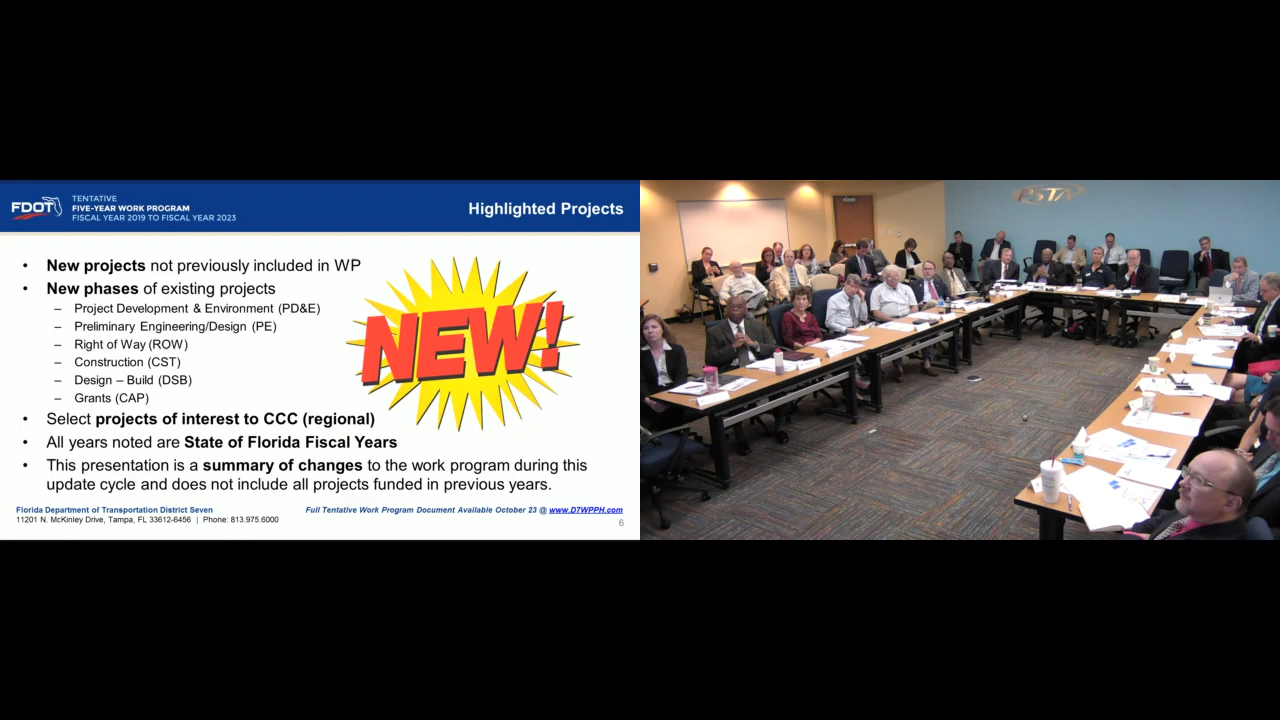 FDOT
TENTATIVE
FIVE-YEAR WORK PROGRAM
FISCAL YEAR 2019 TO FISCAL YEAR 2023
Highlighted Projects
• New projects not previously included in WP
• New phases of existing projects
– Project Development & Environment (PD&E)
– Preliminary Engineering/Design (PE)
– Right of Way (ROW)
– Construction (CST)
– Design – Build (DSB)
– Grants (CAP)
NEW!
• Select projects of interest to CCC (regional)
• All years noted are State of Florida Fiscal Years
• This presentation is a summary of changes to the work program during this
update cycle and does not include all projects funded in previous years.
Florida Department of Transportation District Seven
11201 N. McKinley Drive, Tampa, FL 33612-6456 | Phone: 813.975.6000
Full Tentative Work Program Document Available October 23 @ www.D7WPPH.com
6
PSTA